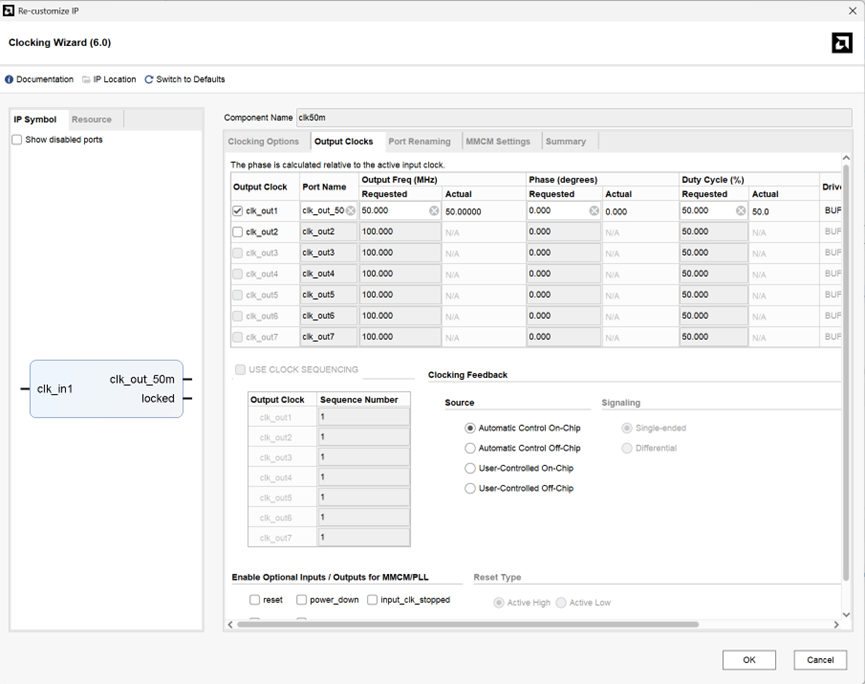 Re-customize IP
Clocking Wizard (6.0)
Documentation IP Location Switch to Defaults
IP Symbol Resource
Show disabled ports
clk_in1 clk_out_50m
locked
Component Name clk50m
Clocking Options Output Clocks Port Renaming MMCM Settings Summary
The phase is calculated relative to the active input clock.
Output Clock Port Name Output Freq (MHz) Phase (degrees) Duty Cycle (%) Drive
Requested Actual Requested Actual Requested Actual
clk_out1 clk_out_50 50.000 50.00000 0.000 0.000 50.000 50.0 BUF
clk_out2 clk_out2 100.000 N/A 0.000 N/A 50.000 N/A BUF
clk_out3 clk_out3 100.000 N/A 0.000 N/A 50.000 N/A BUF
clk_out4 clk_out4 100.000 N/A 0.000 N/A 50.000 N/A BUF
clk_out5 clk_out5 100.000 N/A 0.000 N/A 50.000 N/A BUF
clk_out6 clk_out6 100.000 N/A 0.000 N/A 50.000 N/A BUF
clk_out7 clk_out7 100.000 N/A 0.000 N/A 50.000 N/A BUF
USE CLOCK SEQUENCING
Output Clock Sequence Number
clk_out1 1
clk_out2 1
clk_out3 1
clk_out4 1
clk_out5 1
clk_out6 1
clk_out7 1
Clocking Feedback
Source Signaling
Automatic Control On-Chip Single-ended
Automatic Control Off-Chip Differential
User-Controlled On-Chip
User-Controlled Off-Chip
Enable Optional Inputs / Outputs for MMCM/PLL Reset Type
reset power_down input_clk_stopped Active High Active Low
OK Cancel